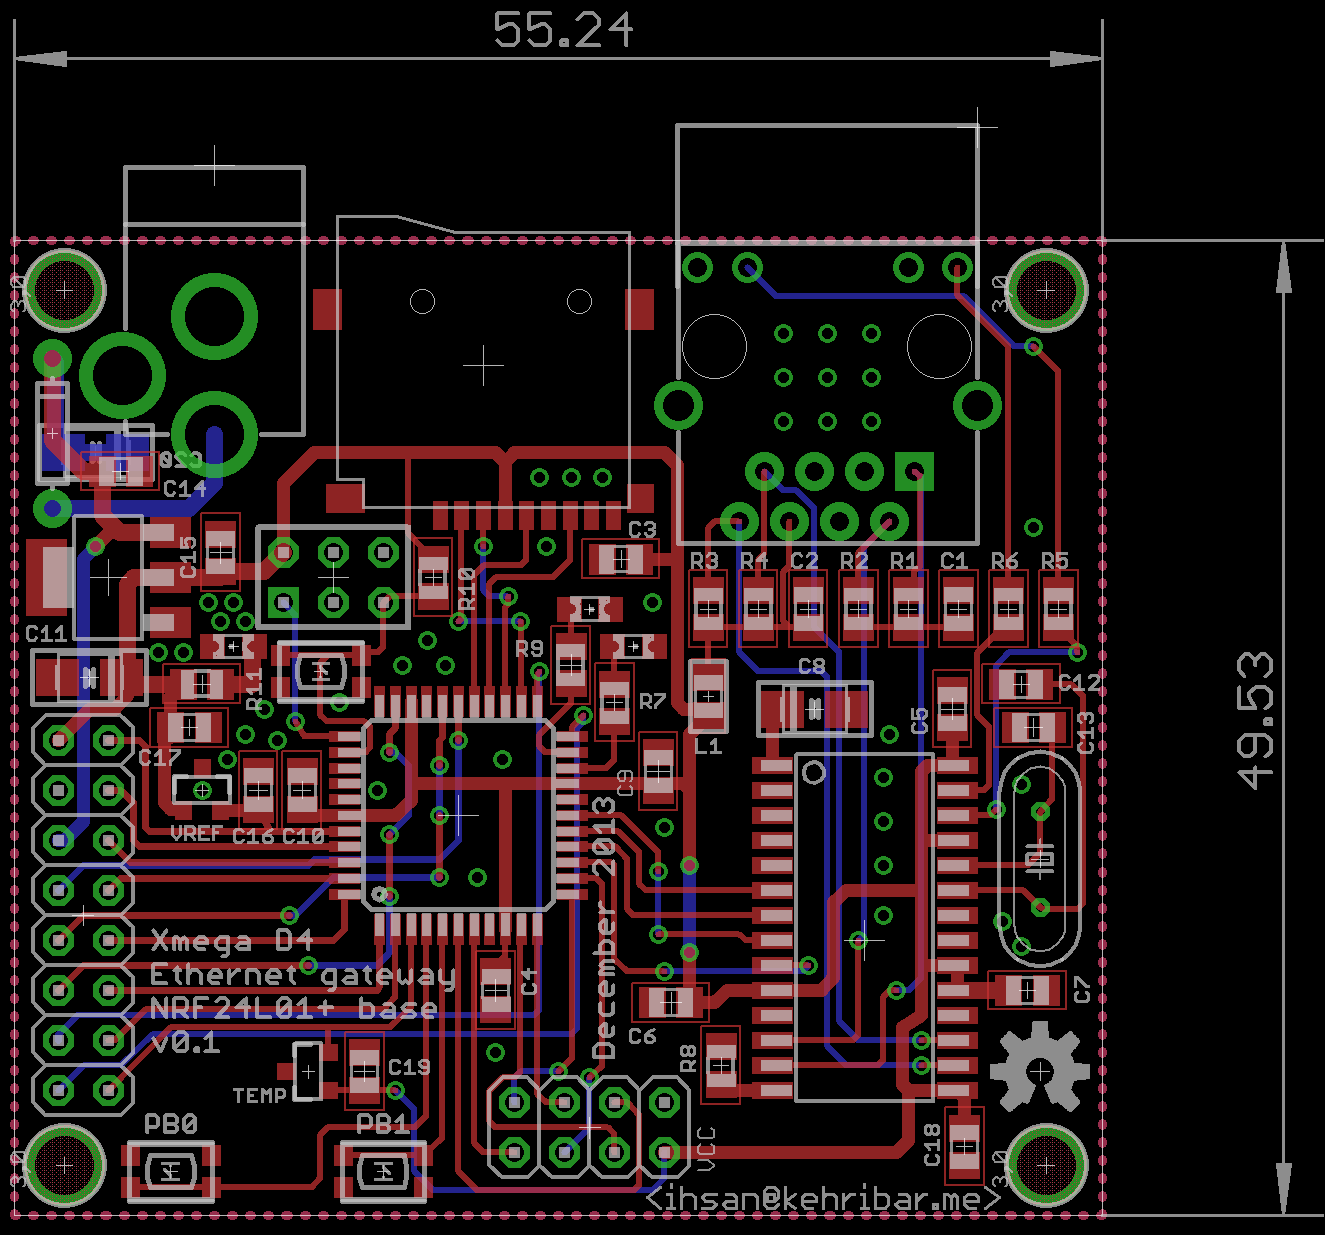 55.24
3,0
3,0
C20
C14
C15
C3
R10
R3
R4
C2
R2
R1
C1
R6
R5
C11
R9
R11
R7
C8
C12
C5
C13
L1
C17
C9
VREF
C16
C10
49.53
Xmega D4
Ethernet gateway
NRF24L01+ base
v0.1
December 2013
C4
C7
C6
R8
C19
TEMP
PB0
PB1
VCC
C18
3,0
3,0
<ihsan@kehribar.me>